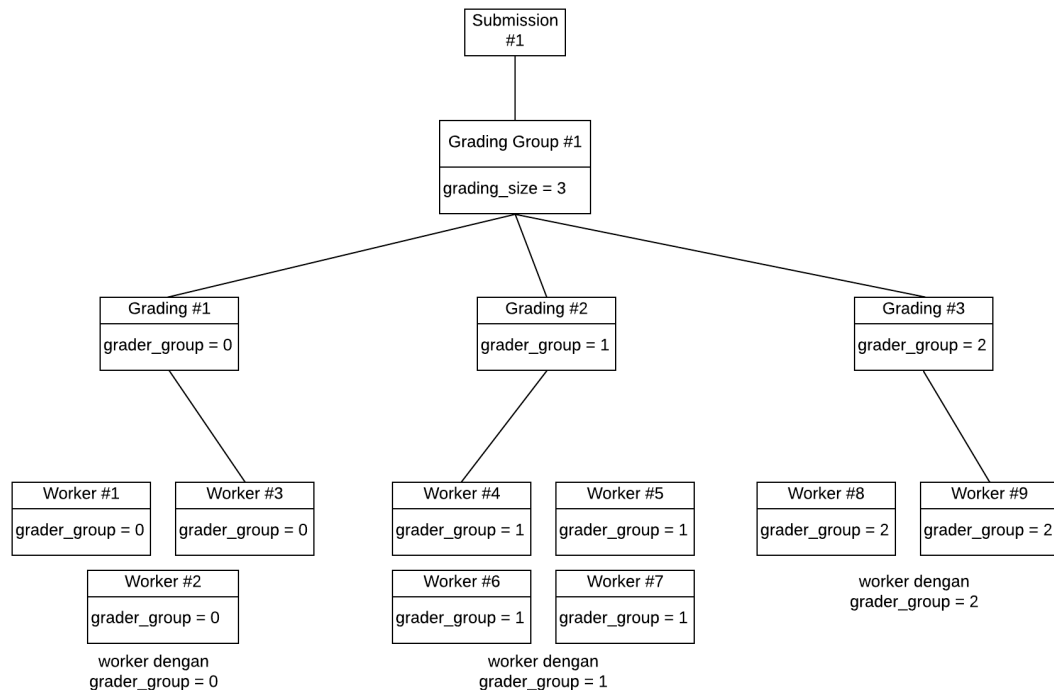 Submission
#1
Grading Group #1
grading_size = 3
Grading #1
grader_group = 0
Grading #2
grader_group = 1
Grading #3
grader_group = 2
Worker #1
grader_group = 0
Worker #3
grader_group = 0
Worker #2
grader_group = 0
worker dengan
grader_group = 0
Worker #4
grader_group = 1
Worker #5
grader_group = 1
Worker #6
grader_group = 1
Worker #7
grader_group = 1
worker dengan
grader_group = 1
Worker #8
grader_group = 2
Worker #9
grader_group = 2
worker dengan
grader_group = 2